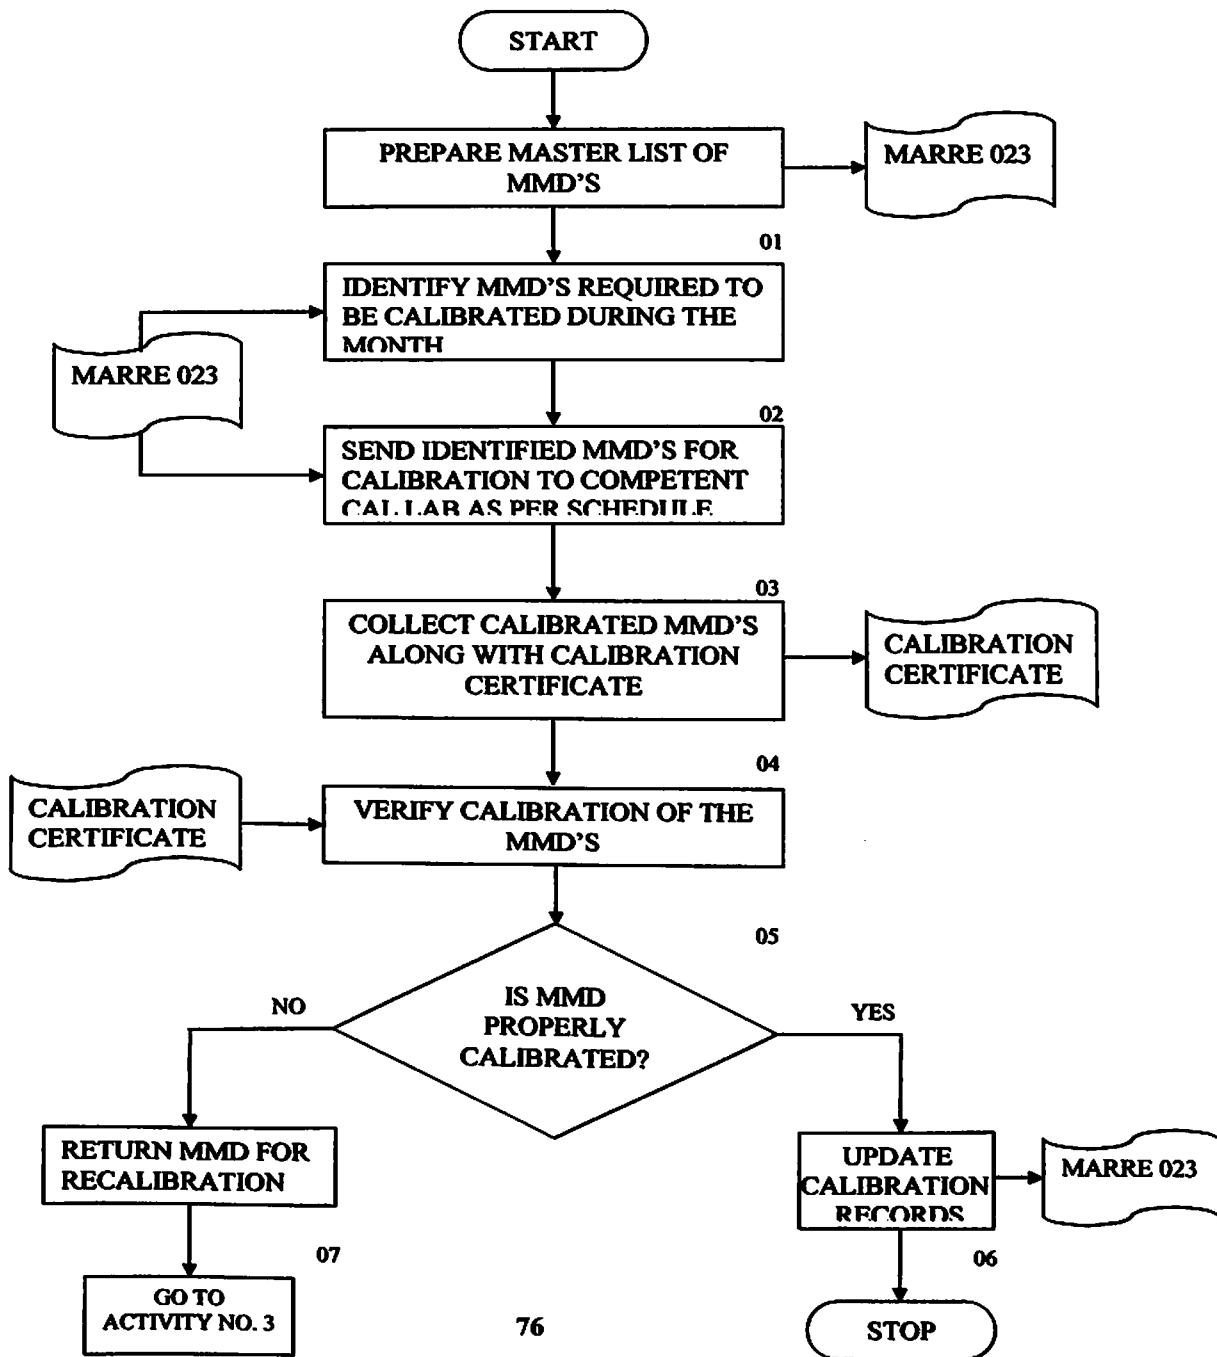 START
PREPARE MASTER LIST OF
MMD'S
MARRE 023
01
IDENTIFY MMD'S REQUIRED TO
BE CALIBRATED DURING THE
MONTH
MARRE 023
02
SEND IDENTIFIED MMD'S FOR
CALIBRATION TO COMPETENT
CAL LAB AS PER SCHEDULE
03
COLLECT CALIBRATED MMD'S
ALONG WITH CALIBRATION
CERTIFICATE
CALIBRATION
CERTIFICATE
04
CALIBRATION
CERTIFICATE
VERIFY CALIBRATION OF THE
MMD'S
05
IS MMD
PROPERLY
CALIBRATED?
NO
YES
RETURN MMD FOR
RECALIBRATION
UPDATE
CALIBRATION
RECORDS
MARRE 023
07
06
GO TO
ACTIVITY NO. 3
76
STOP